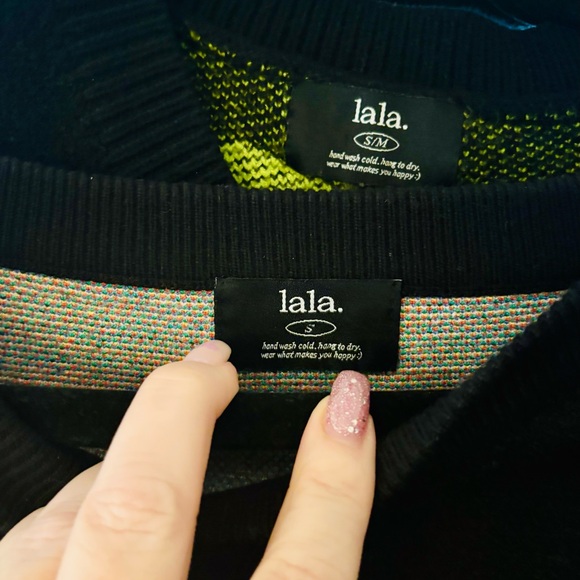 lala.
S/M
hand wash cold, hang to dry.
wear what makes you happy :)
lala.
S
hand wash cold, hang to dry.
wear what makes you happy :)